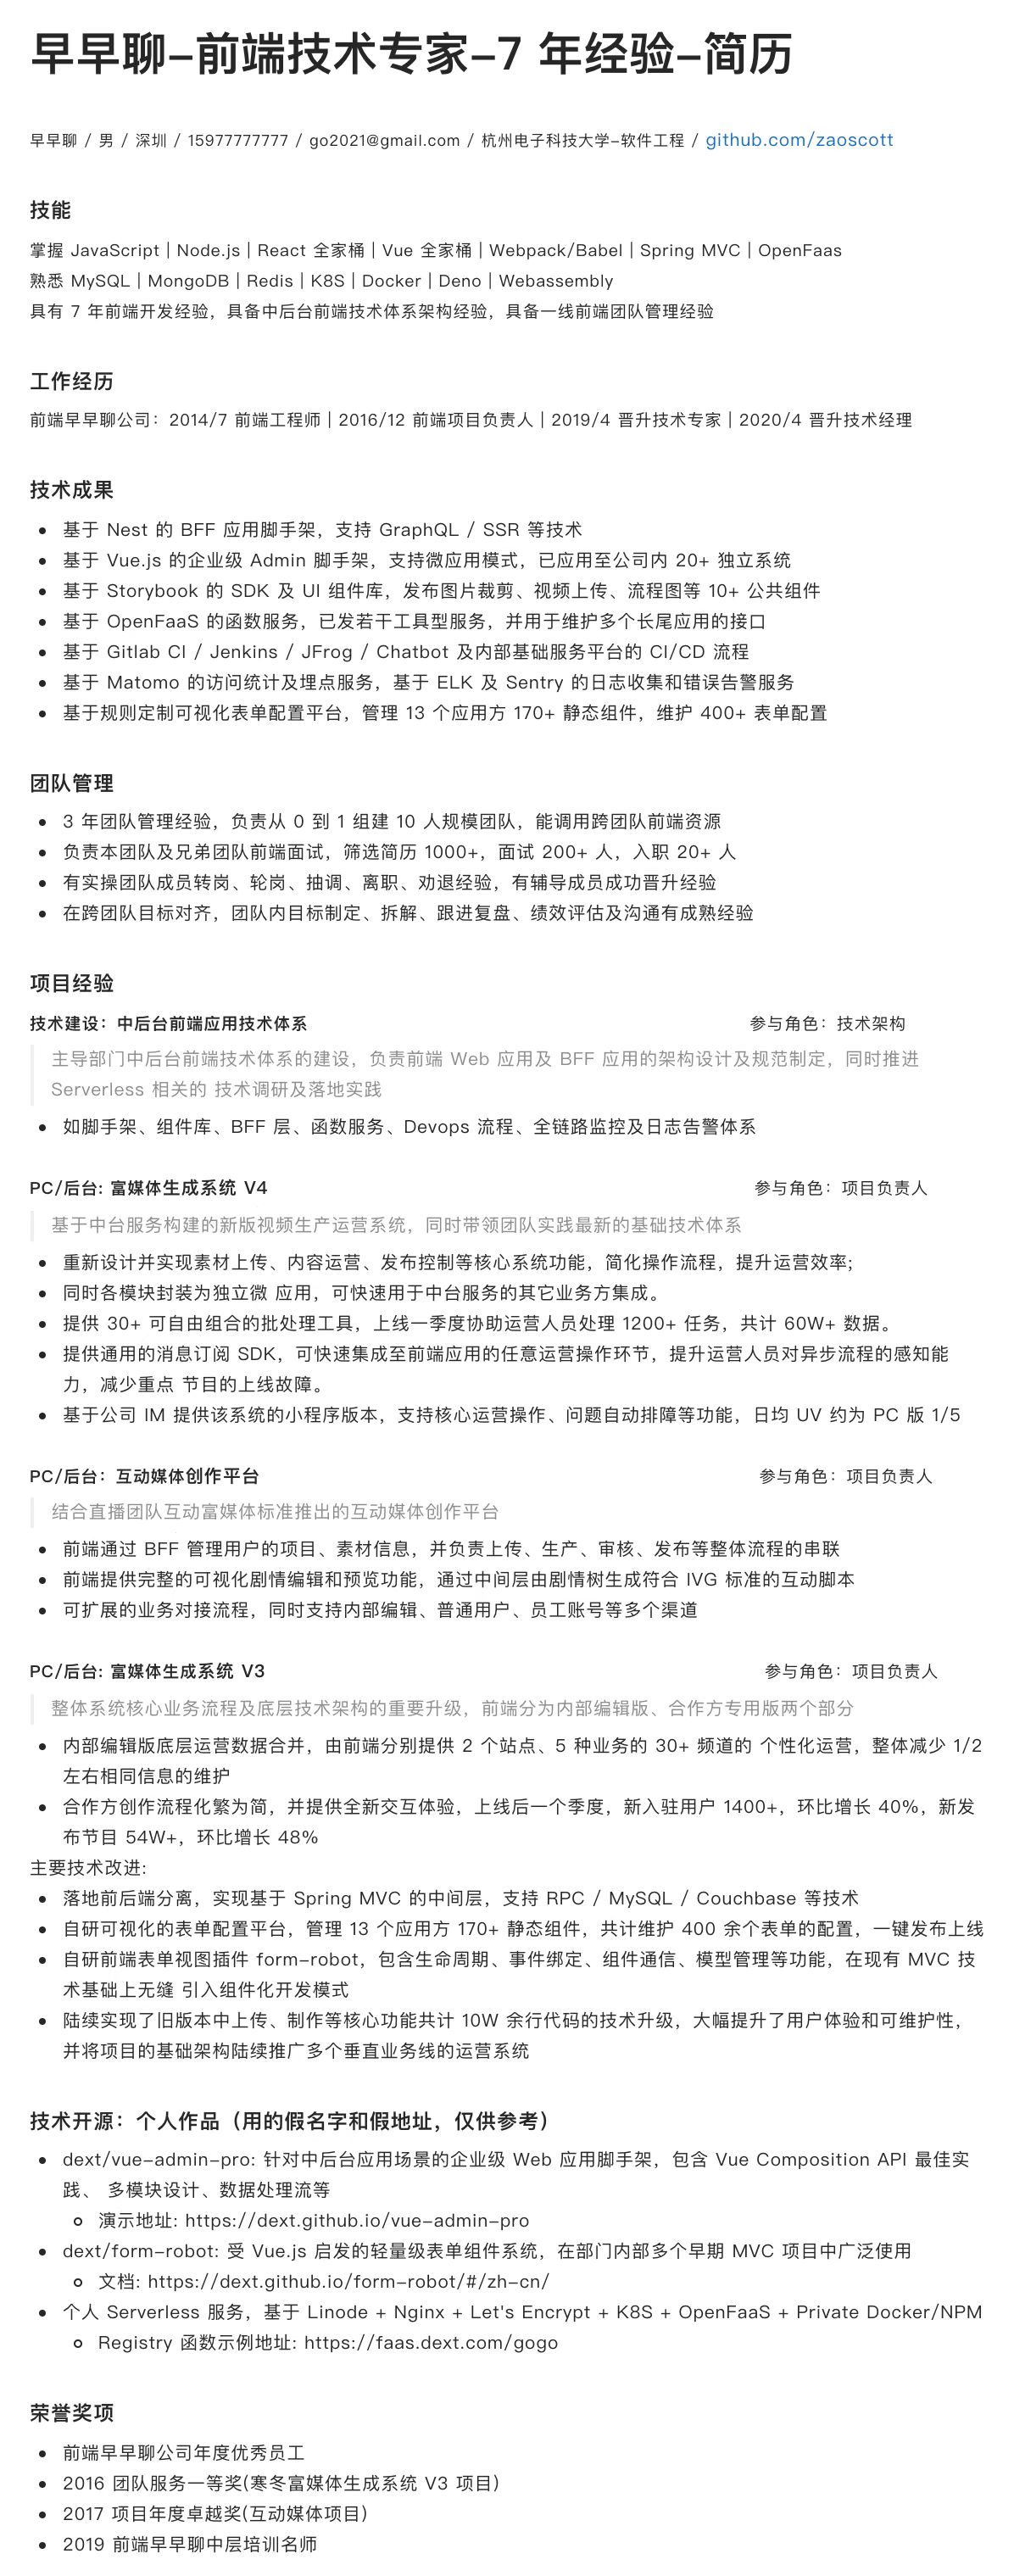 早早聊-前端技术专家-7 年经验-简历
早早聊 / 男 / 深圳 / 15977777777 / go2021@gmail.com / 杭州电子科技大学-软件工程 / github.com/zaoscott
技能
掌握 JavaScript | Node.js | React 全家桶 | Vue 全家桶 | Webpack/Babel | Spring MVC | OpenFaas
熟悉 MySQL | MongoDB | Redis | K8S | Docker | Deno | Webassembly
具有 7 年前端开发经验，具备中后台前端技术体系架构经验，具备一线前端团队管理经验
工作经历
前端早早聊公司：2014/7 前端工程师 | 2016/12 前端项目负责人 | 2019/4 晋升技术专家 | 2020/4 晋升技术经理
技术成果
• 基于 Nest 的 BFF 应用脚手架，支持 GraphQL / SSR 等技术
• 基于 Vue.js 的企业级 Admin 脚手架，支持微应用模式，已应用至公司内 20+ 独立系统
• 基于 Storybook 的 SDK 及 UI 组件库，发布图片裁剪、视频上传、流程图等 10+ 公共组件
• 基于 OpenFaaS 的函数服务，已发若干工具型服务，并用于维护多个长尾应用的接口
• 基于 Gitlab CI / Jenkins / JFrog / Chatbot 及内部基础服务平台的 CI/CD 流程
• 基于 Matomo 的访问统计及埋点服务，基于 ELK 及 Sentry 的日志收集和错误告警服务
• 基于规则定制可视化表单配置平台，管理 13 个应用方 170+ 静态组件，维护 400+ 表单配置
团队管理
• 3 年团队管理经验，负责从 0 到 1 组建 10 人规模团队，能调用跨团队前端资源
• 负责本团队及兄弟团队前端面试，筛选简历 1000+，面试 200+ 人，入职 20+ 人
• 有实操团队成员转岗、轮岗、抽调、离职、劝退经验，有辅导成员成功晋升经验
• 在跨团队目标对齐，团队内目标制定、拆解、跟进复盘、绩效评估及沟通有成熟经验
项目经验
技术建设：中后台前端应用技术体系 参与角色：技术架构
主导部门中后台前端技术体系的建设，负责前端 Web 应用及 BFF 应用的架构设计及规范制定，同时推进
Serverless 相关的 技术调研及落地实践
• 如脚手架、组件库、BFF 层、函数服务、Devops 流程、全链路监控及日志告警体系
PC/后台: 富媒体生成系统 V4 参与角色：项目负责人
基于中台服务构建的新版视频生产运营系统，同时带领团队实践最新的基础技术体系
• 重新设计并实现素材上传、内容运营、发布控制等核心系统功能，简化操作流程，提升运营效率;
• 同时各模块封装为独立微 应用，可快速用于中台服务的其它业务方集成。
• 提供 30+ 可自由组合的批处理工具，上线一季度协助运营人员处理 1200+ 任务，共计 60W+ 数据。
• 提供通用的消息订阅 SDK，可快速集成至前端应用的任意运营操作环节，提升运营人员对异步流程的感知能
力，减少重点 节目的上线故障。
• 基于公司 IM 提供该系统的小程序版本，支持核心运营操作、问题自动排障等功能，日均 UV 约为 PC 版 1/5
PC/后台：互动媒体创作平台 参与角色：项目负责人
结合直播团队互动富媒体标准推出的互动媒体创作平台
• 前端通过 BFF 管理用户的项目、素材信息，并负责上传、生产、审核、发布等整体流程的串联
• 前端提供完整的可视化剧情编辑和预览功能，通过中间层由剧情树生成符合 IVG 标准的互动脚本
• 可扩展的业务对接流程，同时支持内部编辑、普通用户、员工账号等多个渠道
PC/后台: 富媒体生成系统 V3 参与角色：项目负责人
整体系统核心业务流程及底层技术架构的重要升级，前端分为内部编辑版、合作方专用版两个部分
• 内部编辑版底层运营数据合并，由前端分别提供 2 个站点、5 种业务的 30+ 频道的 个性化运营，整体减少 1/2
左右相同信息的维护
• 合作方创作流程化繁为简，并提供全新交互体验，上线后一个季度，新入驻用户 1400+，环比增长 40%，新发
布节目 54W+，环比增长 48%
主要技术改进:
• 落地前后端分离，实现基于 Spring MVC 的中间层，支持 RPC / MySQL / Couchbase 等技术
• 自研可视化的表单配置平台，管理 13 个应用方 170+ 静态组件，共计维护 400 余个表单的配置，一键发布上线
• 自研前端表单视图插件 form-robot，包含生命周期、事件绑定、组件通信、模型管理等功能，在现有 MVC 技
术基础上无缝 引入组件化开发模式
• 陆续实现了旧版本中上传、制作等核心功能共计 10W 余行代码的技术升级，大幅提升了用户体验和可维护性，
并将项目的基础架构陆续推广多个垂直业务线的运营系统
技术开源：个人作品（用的假名字和假地址，仅供参考）
• dext/vue-admin-pro: 针对中后台应用场景的企业级 Web 应用脚手架，包含 Vue Composition API 最佳实
践、 多模块设计、数据处理流等
演示地址: https://dext.github.io/vue-admin-pro
• dext/form-robot: 受 Vue.js 启发的轻量级表单组件系统，在部门内部多个早期 MVC 项目中广泛使用
文档: https://dext.github.io/form-robot/#/zh-cn/
• 个人 Serverless 服务，基于 Linode + Nginx + Let's Encrypt + K8S + OpenFaaS + Private Docker/NPM
Registry 函数示例地址: https://faas.dext.com/gogo
荣誉奖项
• 前端早早聊公司年度优秀员工
• 2016 团队服务一等奖(寒冬富媒体生成系统 V3 项目)
• 2017 项目年度卓越奖(互动媒体项目)
• 2019 前端早早聊中层培训名师